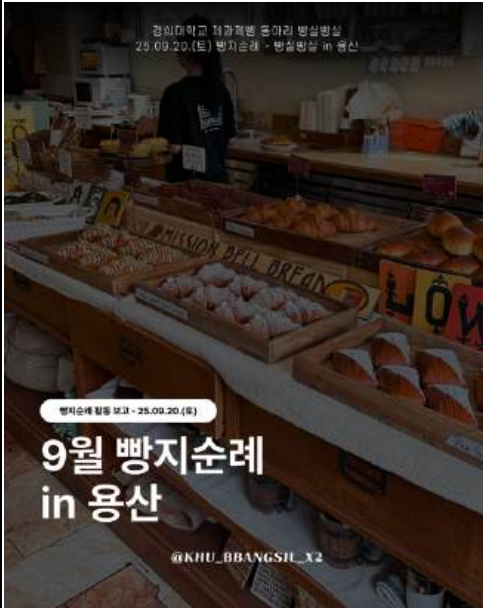 경희대학교 제과제빵 동아리 빵실빵실
25.09.20.(토) 빵지순례 - 빵실빵실 in 용산
MISSION BELL BREAD
LOW
빵지순례 활동 보고 - 25.09.20.(토)
9월 빵지순례
in 용산
@KHU_BBANGSIL_X2